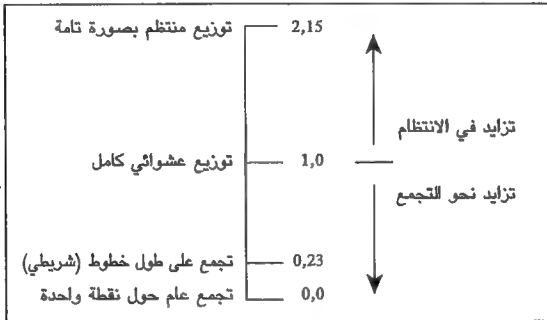 توزيع منتظم بصورة تامة 2,15
تزايد في الانتظام
توزيع عشوائي كامل 1,0
تزايد نحو التجمع
تجمع على طول خطوط (شريطي) 0,23
تجمع عام حول نقطة واحدة 0,0